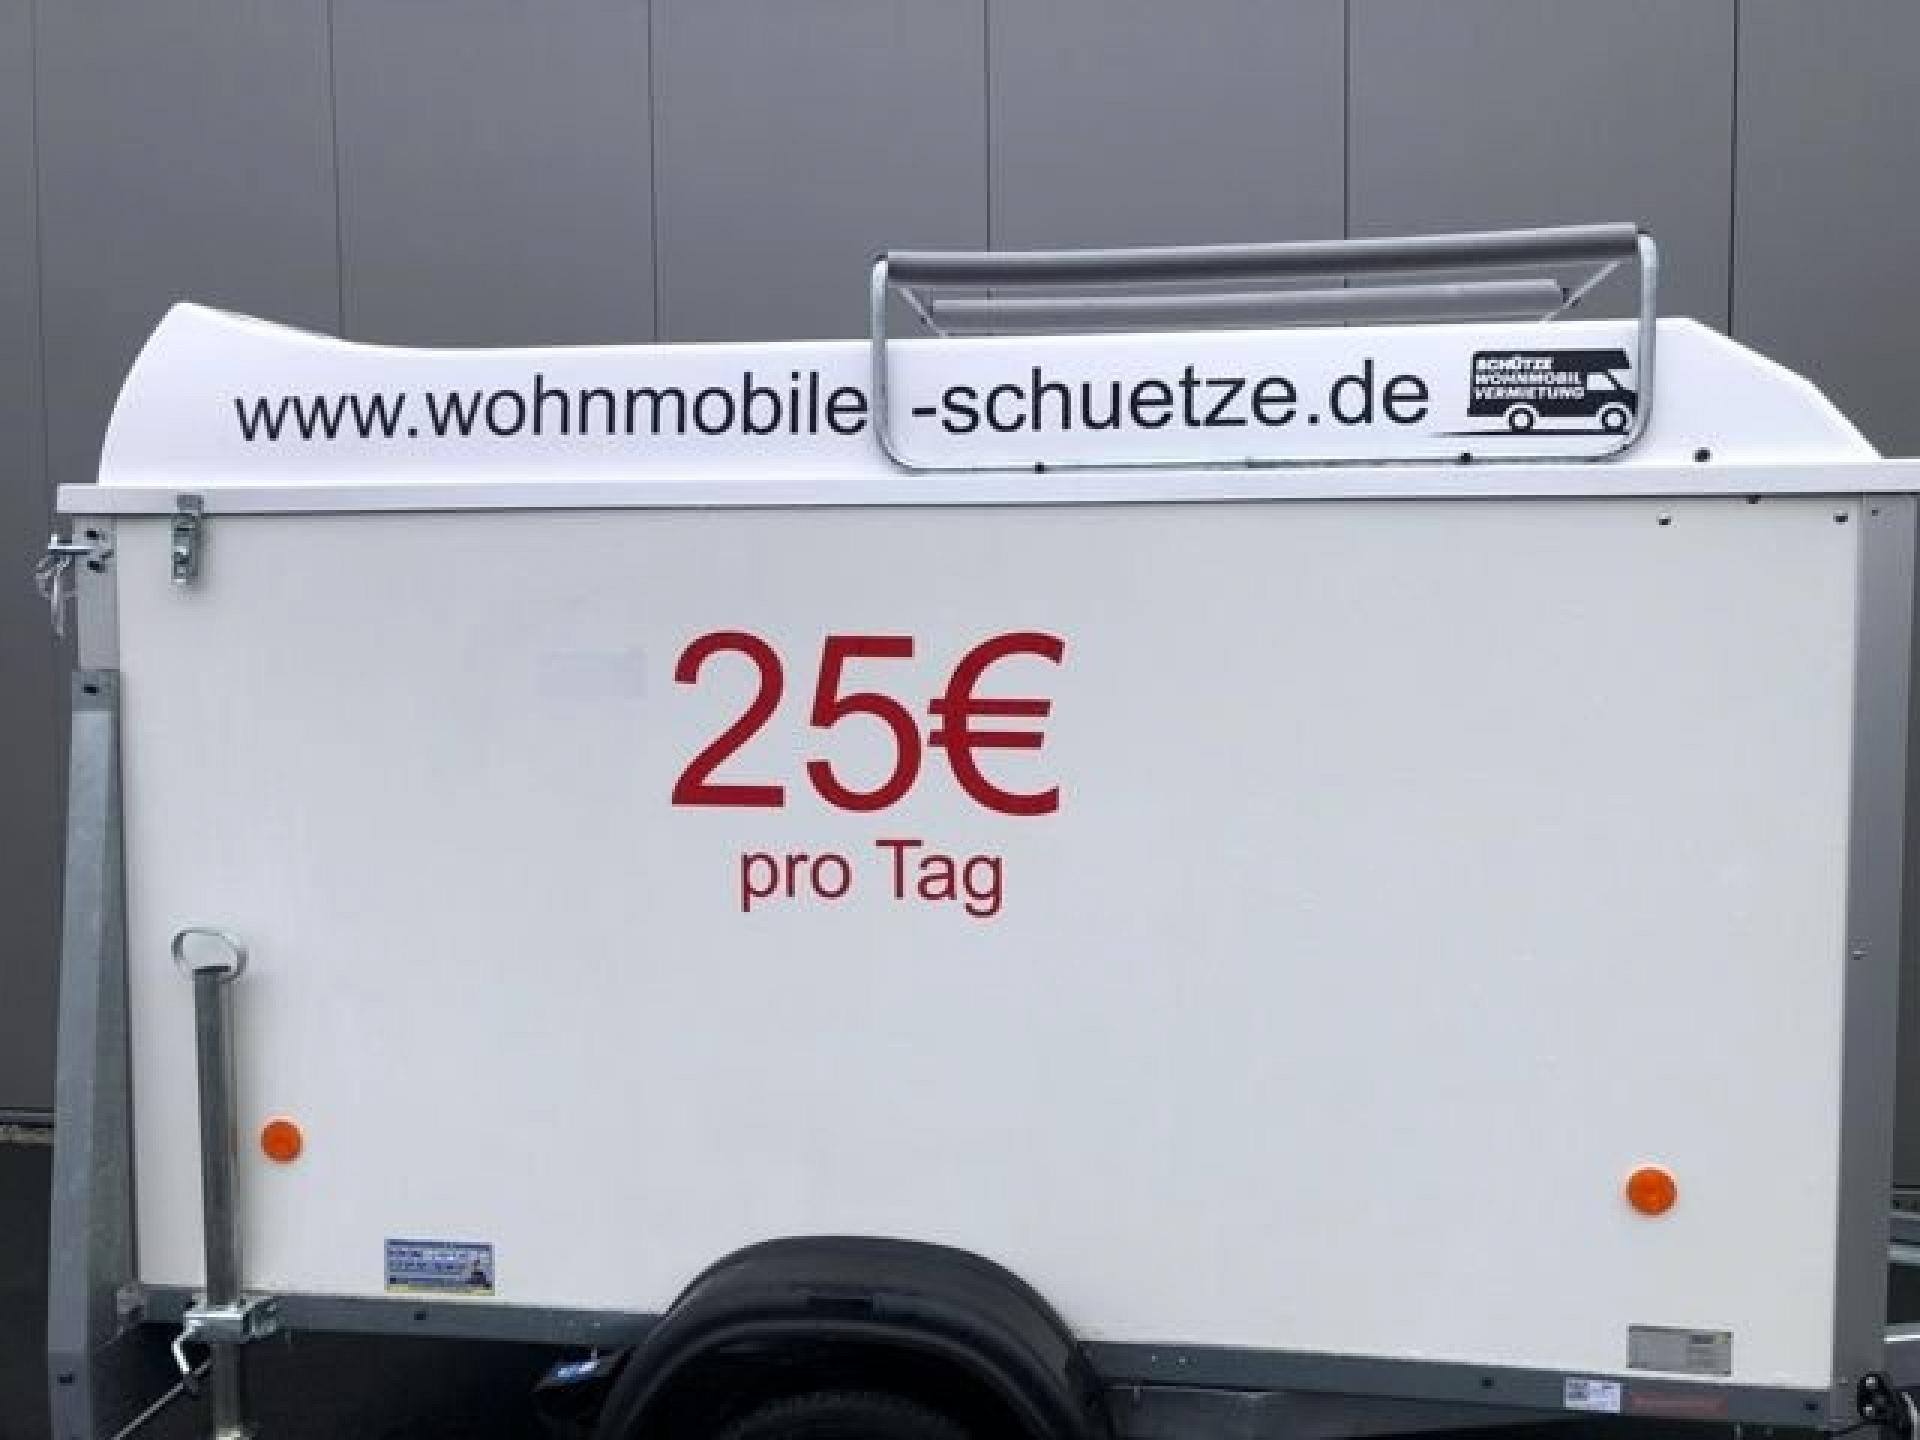 www.wohnmobile-schuetze.de
SCHÜTZE
WOHNMOBIL
VERMIETUNG
25€
pro Tag